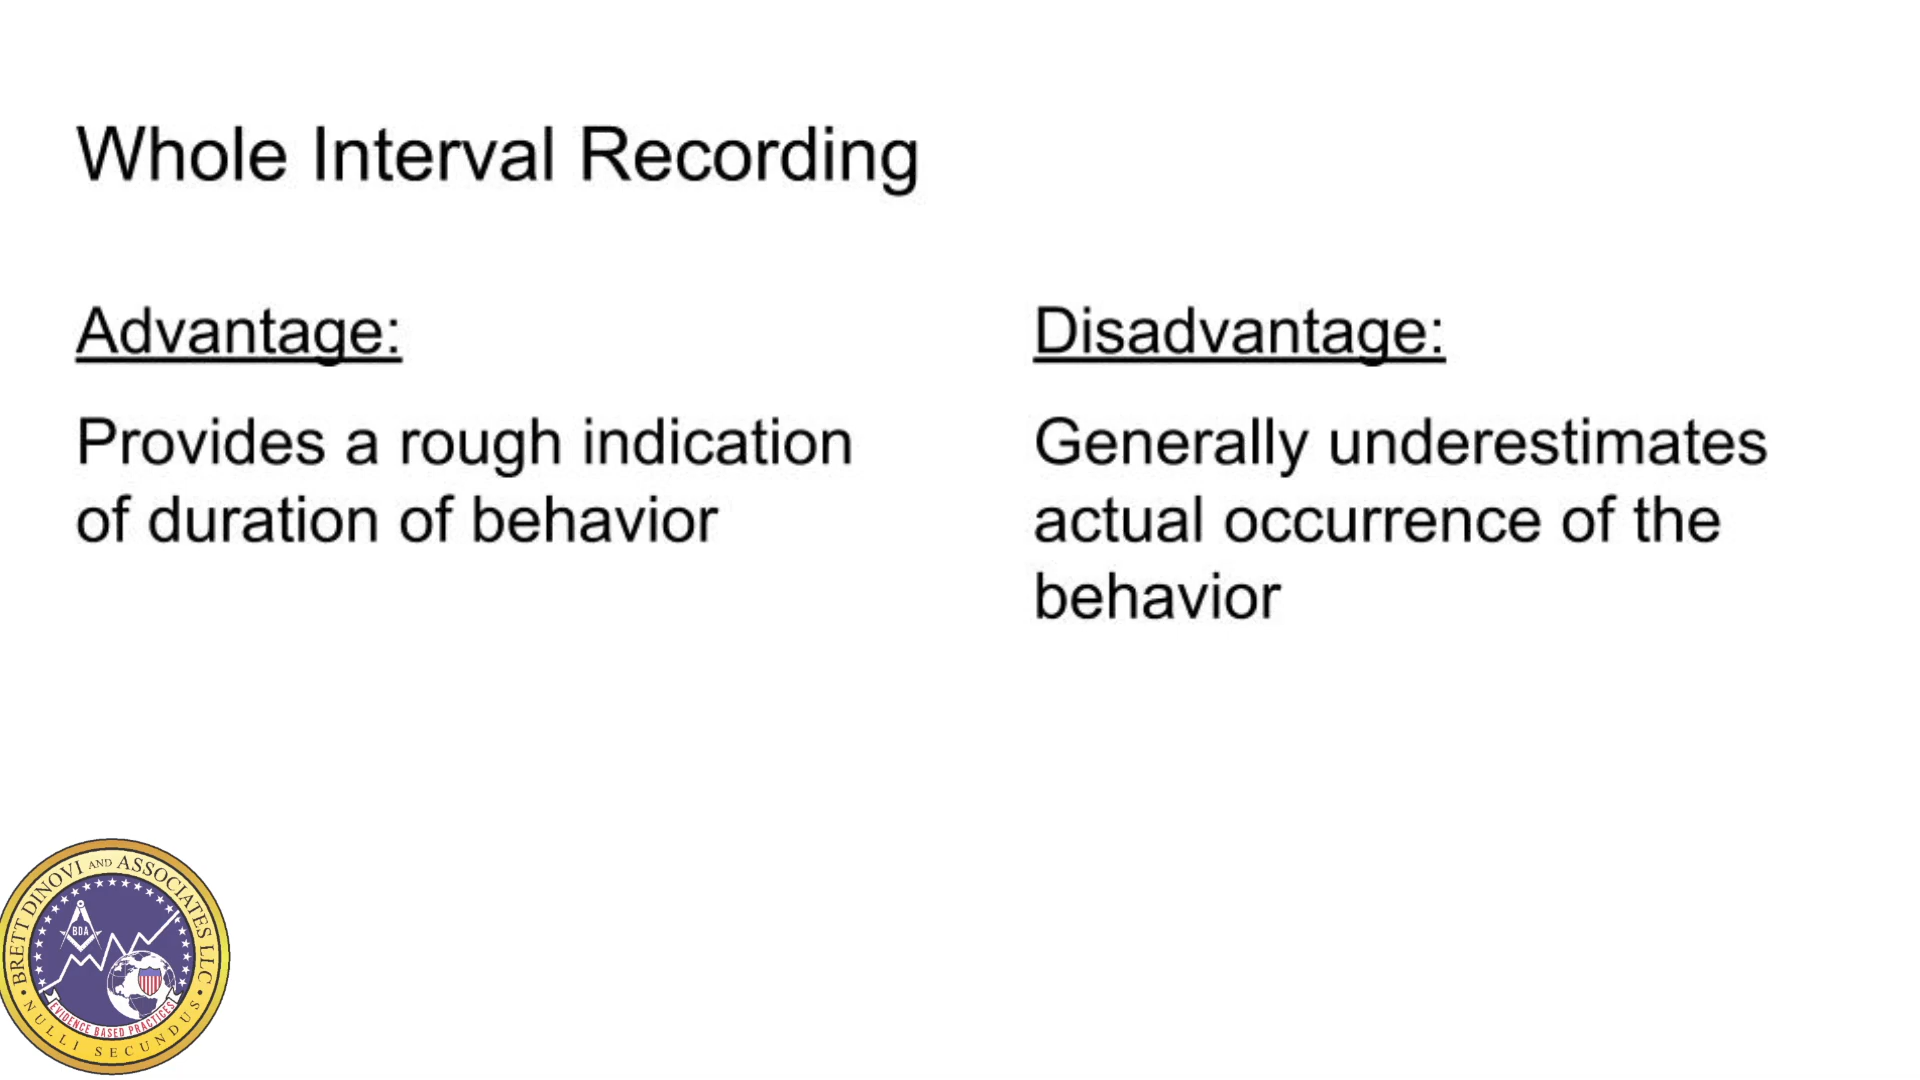 Whole Interval Recording
Advantage:
Provides a rough indication
of duration of behavior
Disadvantage:
Generally underestimates
actual occurrence of the
behavior
BRETT DINOVI AND ASSOCIATES LLC
BDA
EVIDENCE BASED PRACTICES
NULLI SECUNDUS